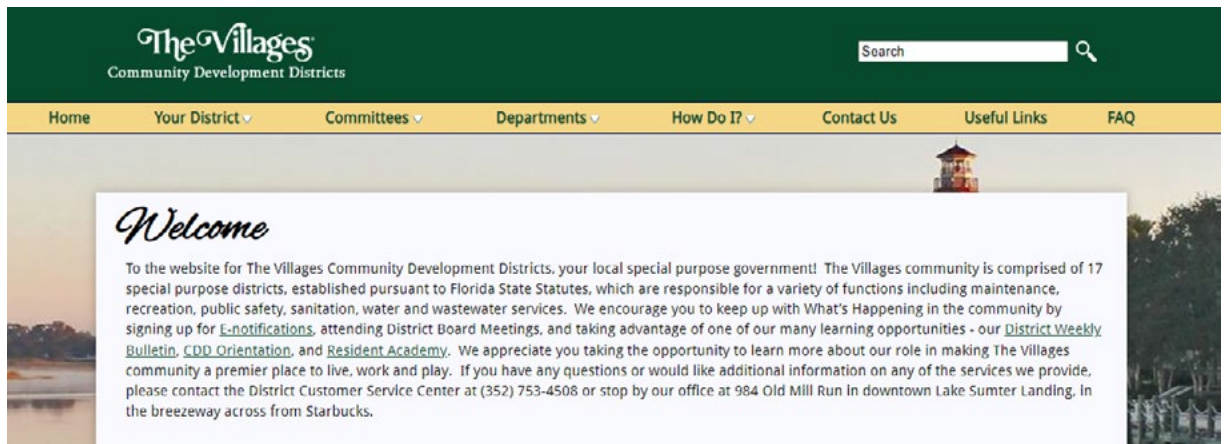 The Villages
Community Development Districts
Search
Home Your District Committees Departments How Do I? Contact Us Useful Links FAQ
Welcome
To the website for The Villages Community Development Districts, your local special purpose government! The Villages community is comprised of 17
special purpose districts, established pursuant to Florida State Statutes, which are responsible for a variety of functions including maintenance,
recreation, public safety, sanitation, water and wastewater services. We encourage you to keep up with What's Happening in the community by
signing up for E-notifications, attending District Board Meetings, and taking advantage of one of our many learning opportunities - our District Weekly
Bulletin, CDD Orientation, and Resident Academy. We appreciate you taking the opportunity to learn more about our role in making The Villages
community a premier place to live, work and play. If you have any questions or would like additional information on any of the services we provide,
please contact the District Customer Service Center at (352) 753-4508 or stop by our office at 984 Old Mill Run in downtown Lake Sumter Landing, in
the breezeway across from Starbucks.